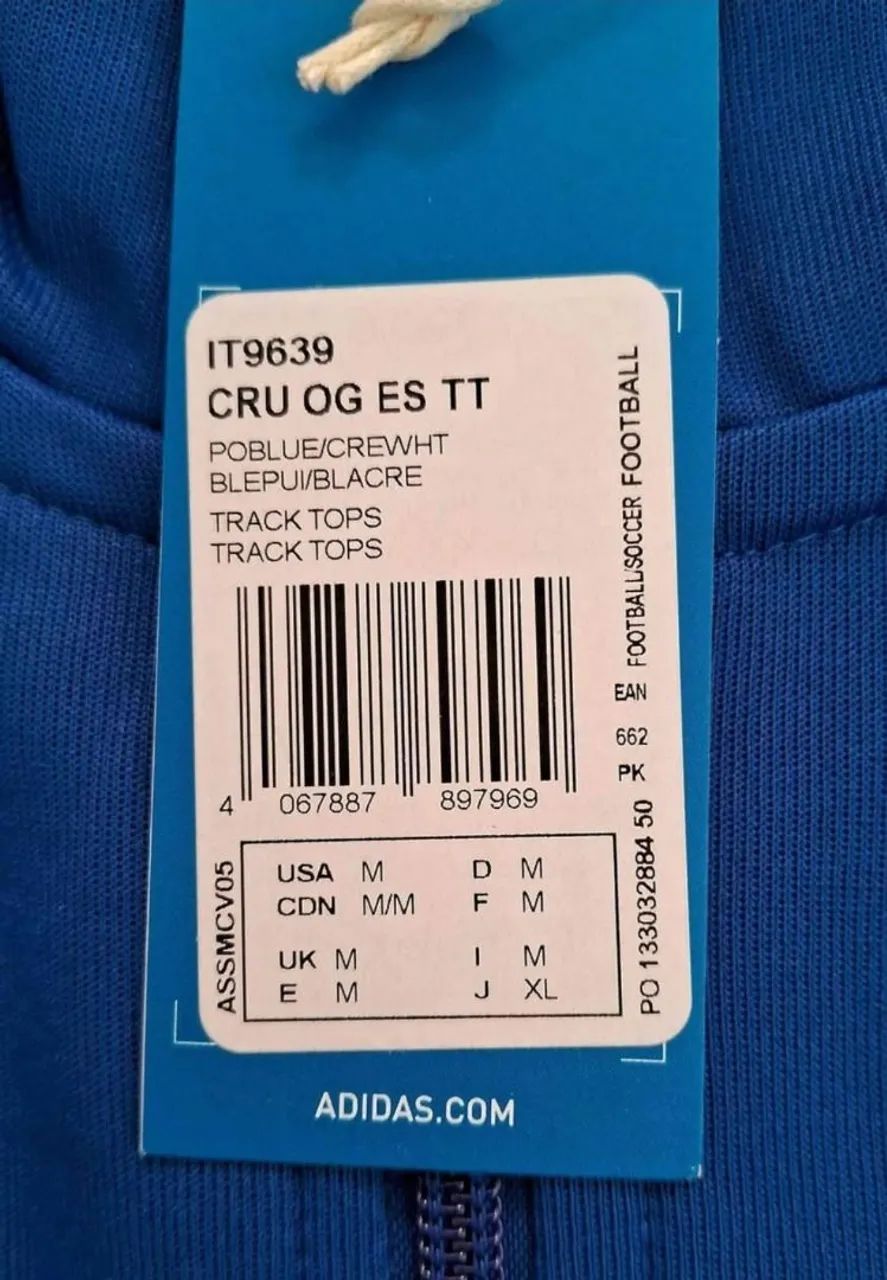 IT9639
CRU OG ES TT
POBLUE/CREWHT
BLEPUI/BLACRE
TRACK TOPS
TRACK TOPS
4 067887 897969
USA M D M
CDN M/M F M
UK M I M
E M J XL
ASSMCV05
FOOTBALL/SOCCER FOOTBALL
EAN
662
PK
PO 133032884 50
ADIDAS.COM